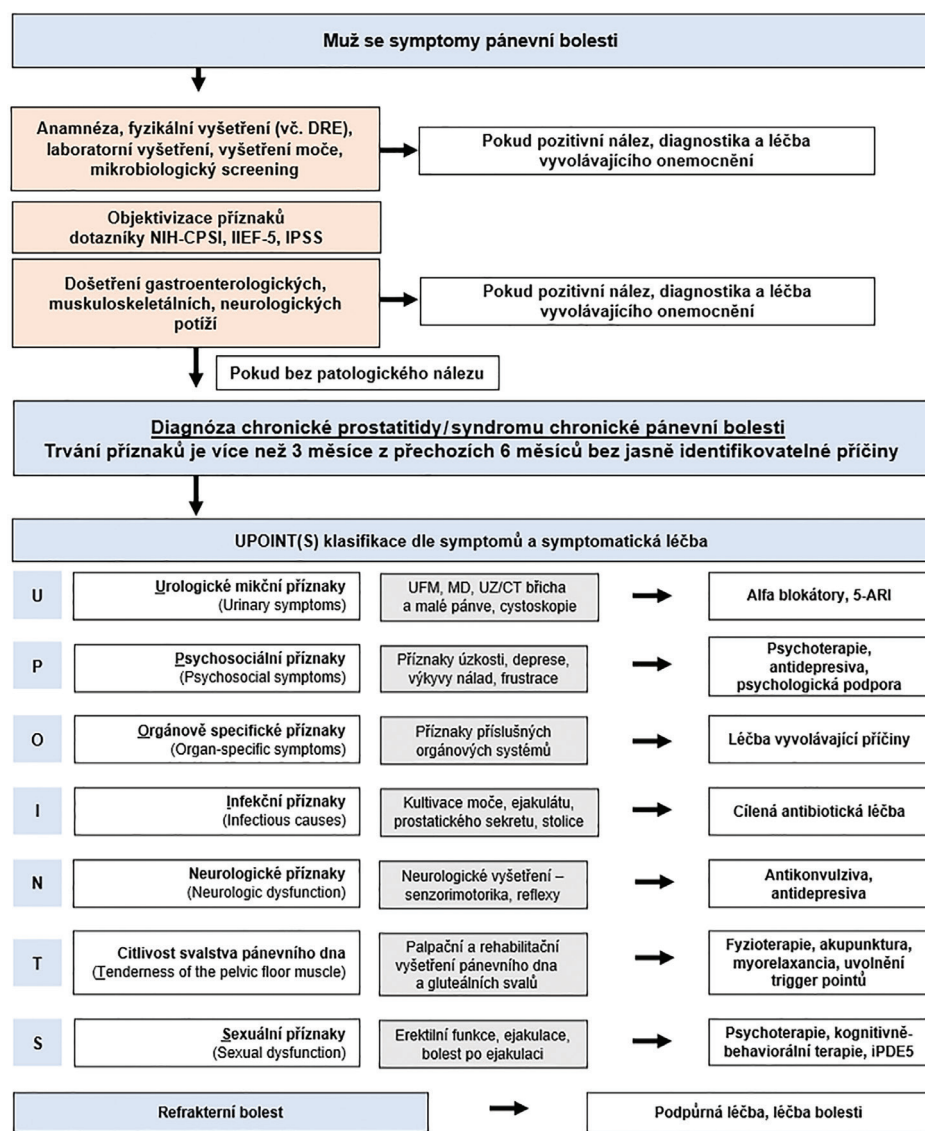 Muž se symptomy pánevní bolesti
Anamnéza, fyzikální vyšetření (vč. DRE),
laboratorní vyšetření, vyšetření moče,
mikrobiologický screening
Pokud pozitivní nález, diagnostika a léčba
vyvolávajícího onemocnění
Objektivizace příznaků
dotazníky NIH-CPSI, IIEF-5, IPSS
Došetření gastroenterologických,
muskuloskeletálních, neurologických
potíží
Pokud pozitivní nález, diagnostika a léčba
vyvolávajícího onemocnění
Pokud bez patologického nálezu
Diagnóza chronické prostatitidy/syndromu chronické pánevní bolesti
Trvání příznaků je více než 3 měsíce z přechozích 6 měsíců bez jasně identifikovatelné příčiny
UPOINT(S) klasifikace dle symptomů a symptomatická léčba
U
Urologické mikční příznaky
(Urinary symptoms)
UFM, MD, UZ/CT břicha
a malé pánve, cystoskopie
Alfa blokátory, 5-ARI
P
Psychosociální příznaky
(Psychosocial symptoms)
Příznaky úzkosti, deprese,
výkyvy nálad, frustrace
Psychoterapie,
antidepresiva,
psychologická podpora
O
Orgánově specifické příznaky
(Organ-specific symptoms)
Příznaky příslušných
orgánových systémů
Léčba vyvolávající příčiny
I
Infekční příznaky
(Infectious causes)
Kultivace moče, ejakulátu,
prostatického sekretu, stolice
Cílená antibiotická léčba
N
Neurologické příznaky
(Neurologic dysfunction)
Neurologické vyšetření –
senzorimotorika, reflexy
Antikonvulziva,
antidepresiva
T
Citlivost svalstva pánevního dna
(Tenderness of the pelvic floor muscle)
Palpační a rehabilitační
vyšetření pánevního dna
a gluteálních svalů
Fyzioterapie, akupunktura,
myorelaxancia, uvolnění
trigger pointů
S
Sexuální příznaky
(Sexual dysfunction)
Erektilní funkce, ejakulace,
bolest po ejakulaci
Psychoterapie, kognitivně-
behaviorální terapie, iPDE5
Refrakterní bolest
Podpůrná léčba, léčba bolesti